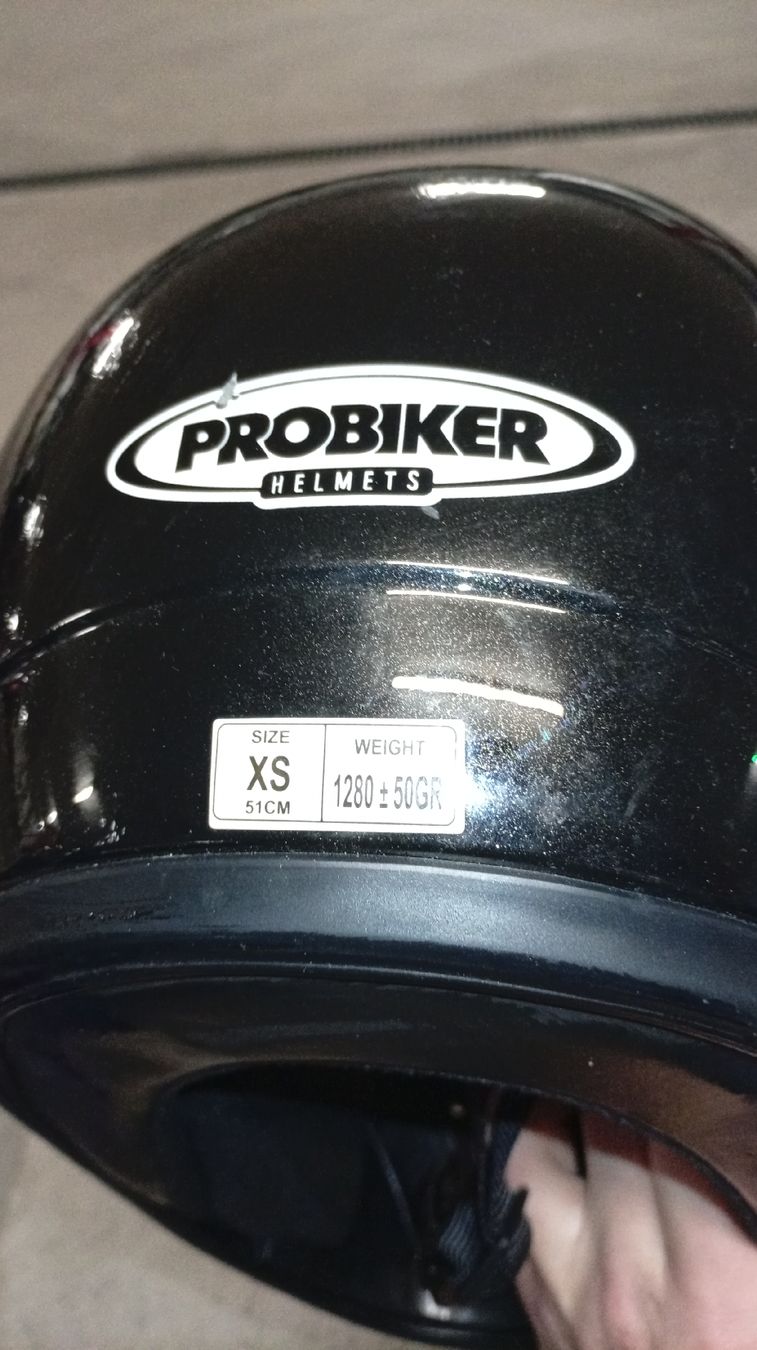 PROBIKER
HELMETS
SIZE
XS
51CM
WEIGHT
1280 ± 50GR